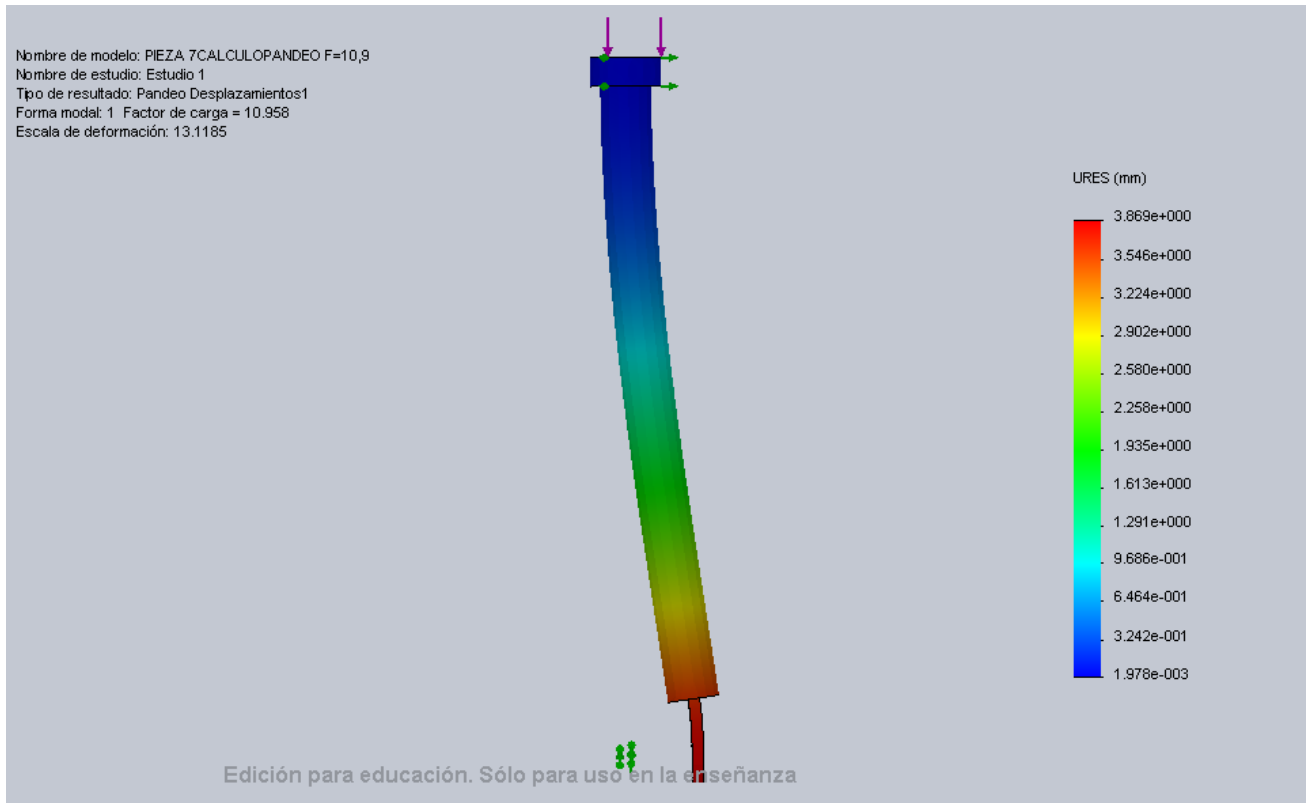 Nombre de modelo: PIEZA 7CALCULOPANDEO F=10,9
Nombre de estudio: Estudio 1
Tipo de resultado: Pandeo Desplazamientos1
Forma modal: 1 Factor de carga = 10.958
Escala de deformación: 13.1185
URES (mm)
3.869e+000
3.546e+000
3.224e+000
2.902e+000
2.580e+000
2.258e+000
1.935e+000
1.613e+000
1.291e+000
9.686e-001
6.464e-001
3.242e-001
1.978e-003
Edición para educación. Sólo para uso en la enseñanza